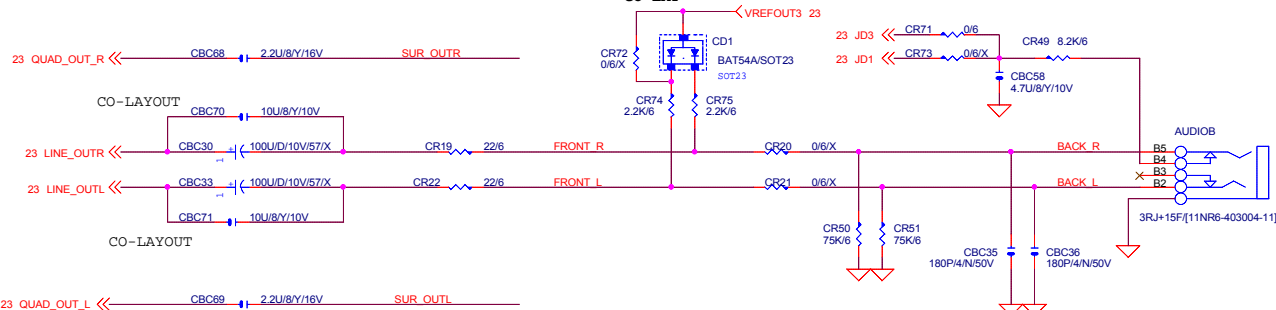 VREFOUT3 23
CR72
0/6/X
CD1
BAT54A/SOT23
SOT23
23 JD3
CR71
0/6
23 JD1
CR73
0/6/X
CR49 8.2K/6
CBC58
4.7U/8/Y/10V
23 QUAD_OUT_R
CBC68
2.2U/8/Y/16V
SUR_OUTR
CR74
2.2K/6
CR75
2.2K/6
CO-LAYOUT
CBC70
10U/8/Y/10V
23 LINE_OUTR
CBC30
1
+
100U/D/10V/57/X
CR19
22/6
FRONT_R
CR20
0/6/X
BACK_R
AUDIOB
B5
B4
B3
B2
23 LINE_OUTL
CBC33
1
+
100U/D/10V/57/X
CR22
22/6
FRONT_L
CR21
0/6/X
BACK_L
3RJ+15F/[11NR6-403004-11]
CBC71
10U/8/Y/10V
CO-LAYOUT
CR50
75K/6
CR51
75K/6
CBC35
180P/4/N/50V
CBC36
180P/4/N/50V
23 QUAD_OUT_L
CBC69
2.2U/8/Y/16V
SUR_OUTL